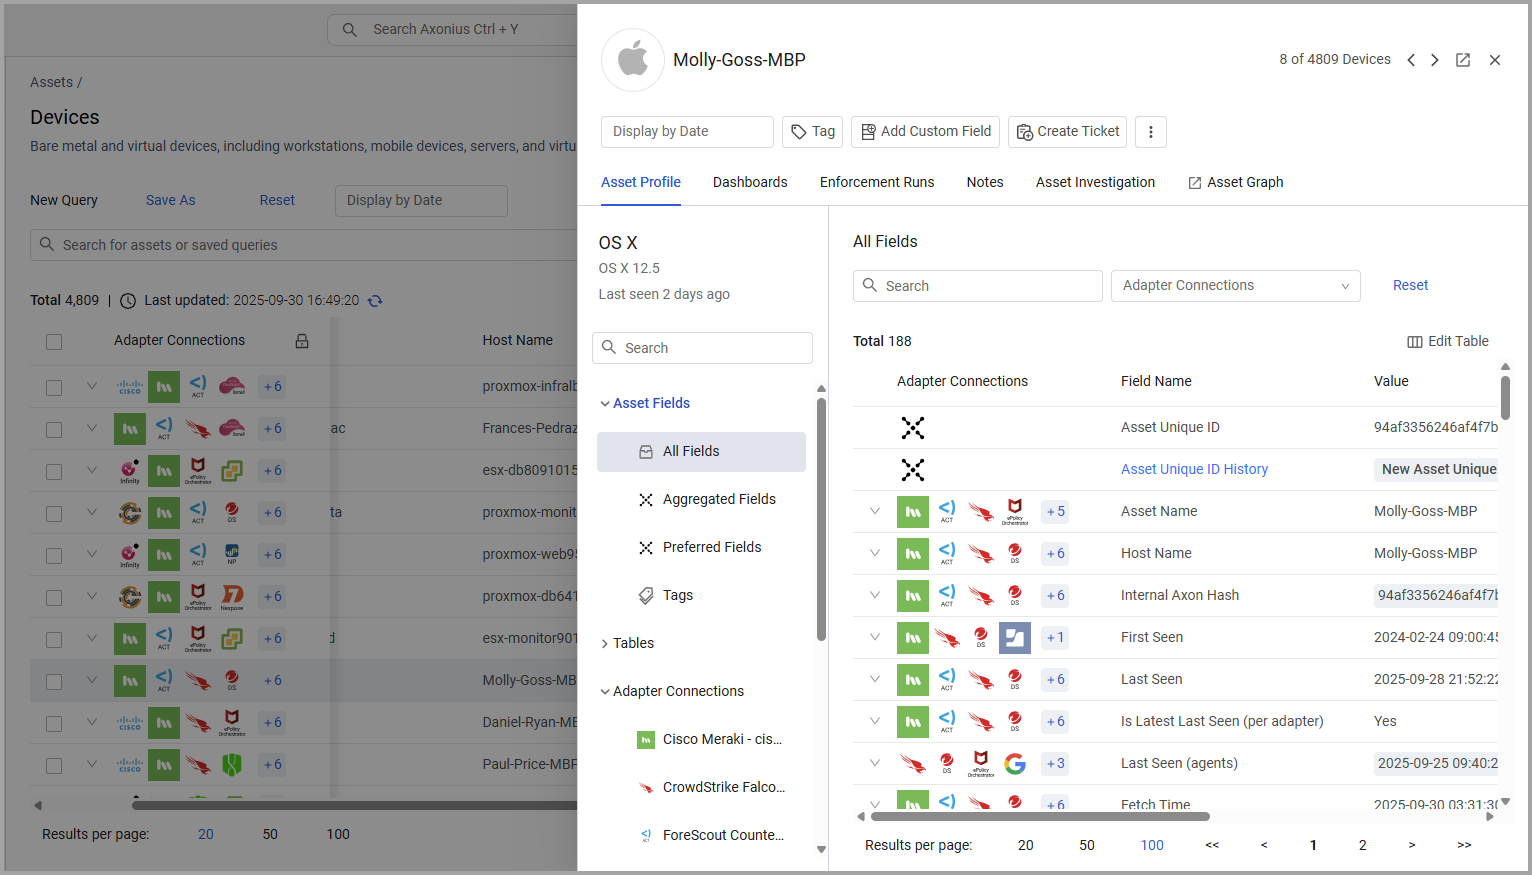 Search Axonius Ctrl + Y
Assets /
Devices
Bare metal and virtual devices, including workstations, mobile devices, servers, and virtu
New Query
Save As
Reset
Display by Date
Search for assets or saved queries
Total 4,809 | Last updated: 2025-09-30 16:49:20
Adapter Connections
Host Name
CISCO ACT +6 proxmox-infralb
ACT +6 ac Frances-Pedraz
Infinity ePolicy Orchestrator +6 esx-db8091015
ACT DS +6 ta proxmox-monit
Infinity ACT NP +6 proxmox-web95
ePolicy Orchestrator Nexpose +6 proxmox-db641
ACT ePolicy Orchestrator +6 d esx-monitor901
ACT DS +6 Molly-Goss-MB
CISCO ePolicy Orchestrator +6 Daniel-Ryan-MB
CISCO +6 Paul-Price-MBP
Results per page: 20 50 100
Molly-Goss-MBP
8 of 4809 Devices
Display by Date
Tag
Add Custom Field
Create Ticket
Asset Profile
Dashboards
Enforcement Runs
Notes
Asset Investigation
Asset Graph
OS X
OS X 12.5
Last seen 2 days ago
Search
Asset Fields
All Fields
Aggregated Fields
Preferred Fields
Tags
Tables
Adapter Connections
Cisco Meraki - cis...
CrowdStrike Falco...
ForeScout Counte...
All Fields
Search
Adapter Connections
Reset
Total 188
Edit Table
Adapter Connections Field Name Value
Asset Unique ID 94af3356246af4f7b
Asset Unique ID History New Asset Unique
ACT ePolicy Orchestrator +5 Asset Name Molly-Goss-MBP
ACT DS +6 Host Name Molly-Goss-MBP
ACT DS +6 Internal Axon Hash 94af3356246af4f7b
DS +1 First Seen 2024-02-24 09:00:45
ACT DS +6 Last Seen 2025-09-28 21:52:22
ACT DS +6 Is Latest Last Seen (per adapter) Yes
DS ePolicy Orchestrator +3 Last Seen (agents) 2025-09-25 09:40:2
+6 Fetch Time 2025-09-30 03:31:30
Results per page: 20 50 100 << < 1 2 > >>